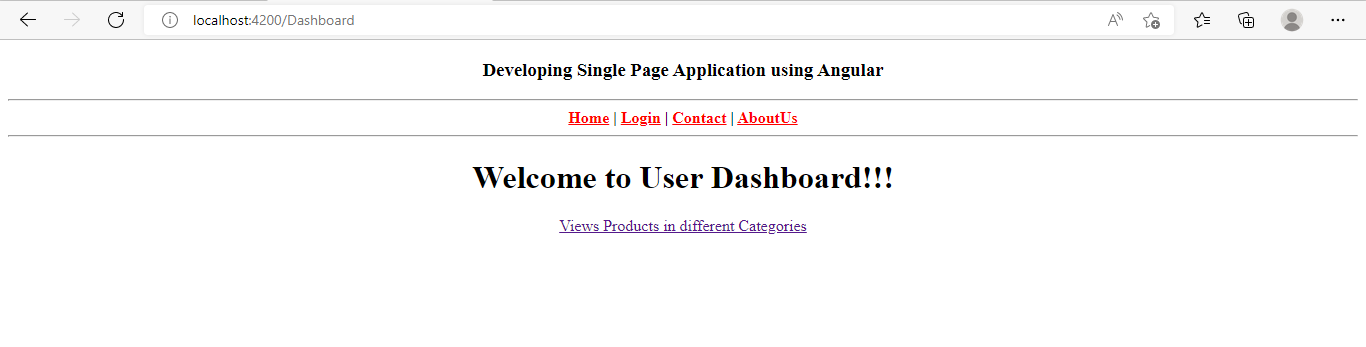 localhost:4200/Dashboard
Developing Single Page Application using Angular
Home | Login | Contact | AboutUs
Welcome to User Dashboard!!!
Views Products in different Categories